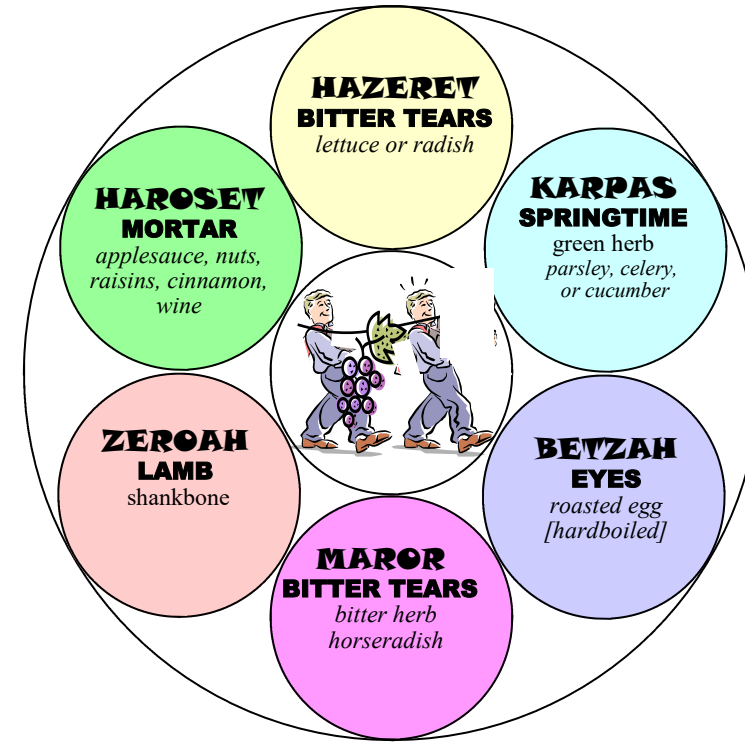 HAZERET
BITTER TEARS
lettuce or radish
HAROSET
MORTAR
applesauce, nuts,
raisins, cinnamon,
wine
KARPAS
SPRINGTIME
green herb
parsley, celery,
or cucumber
ZEROAH
LAMB
shankbone
BETZAH
EYES
roasted egg
[hardboiled]
MAROR
BITTER TEARS
bitter herb
horseradish